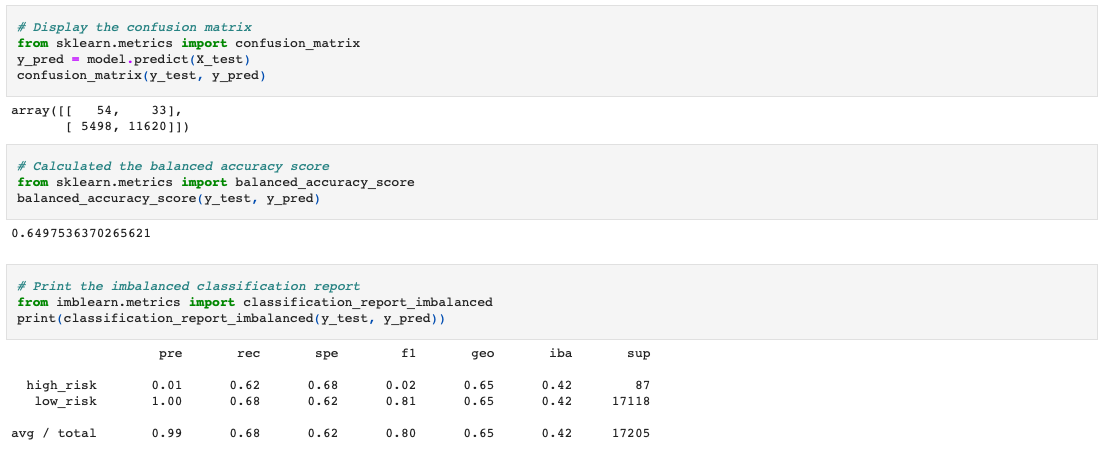 # Display the confusion matrix
from sklearn.metrics import confusion_matrix
y_pred = model.predict(X_test)
confusion_matrix(y_test, y_pred)
array([[   54,    33],
       [ 5498, 11620]])
# Calculated the balanced accuracy score
from sklearn.metrics import balanced_accuracy_score
balanced_accuracy_score(y_test, y_pred)
0.6497536370265621
# Print the imbalanced classification report
from imblearn.metrics import classification_report_imbalanced
print(classification_report_imbalanced(y_test, y_pred))
                   pre       rec       spe        f1       geo       iba       sup
  high_risk       0.01      0.62      0.68      0.02      0.65      0.42        87
   low_risk       1.00      0.68      0.62      0.81      0.65      0.42     17118
avg / total       0.99      0.68      0.62      0.80      0.65      0.42     17205